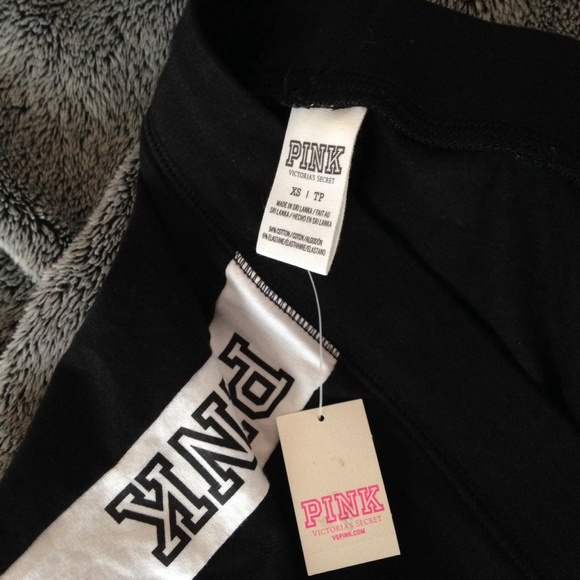 PINK
VICTORIA'S SECRET
XS | TP
MADE IN SRI LANKA / FAIT AU
SRI LANKA / HECHO EN SRI LANKA
94% COTTON / COTON / ALGODÓN
6% ELASTANE / ELASTHANNE / ELASTANO
PINK
PINK
VICTORIA'S SECRET
VSPINK.COM